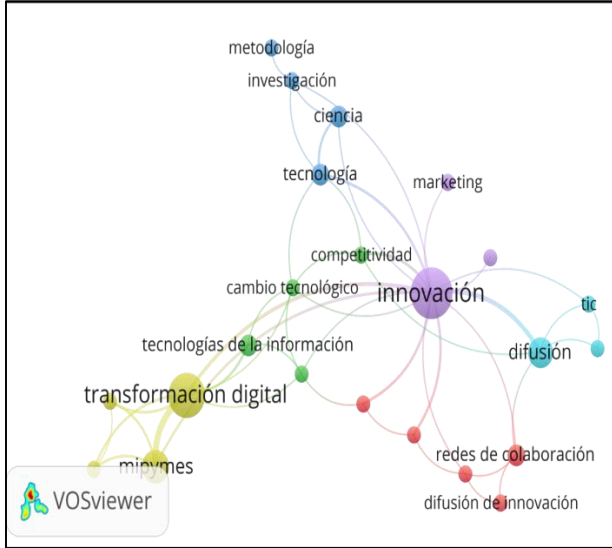 metodología
investigación
ciencia
tecnología
marketing
competitividad
cambio tecnológico
innovación
tic
tecnologías de la información
difusión
transformación digital
redes de colaboración
mipymes
difusión de innovación
VOSviewer